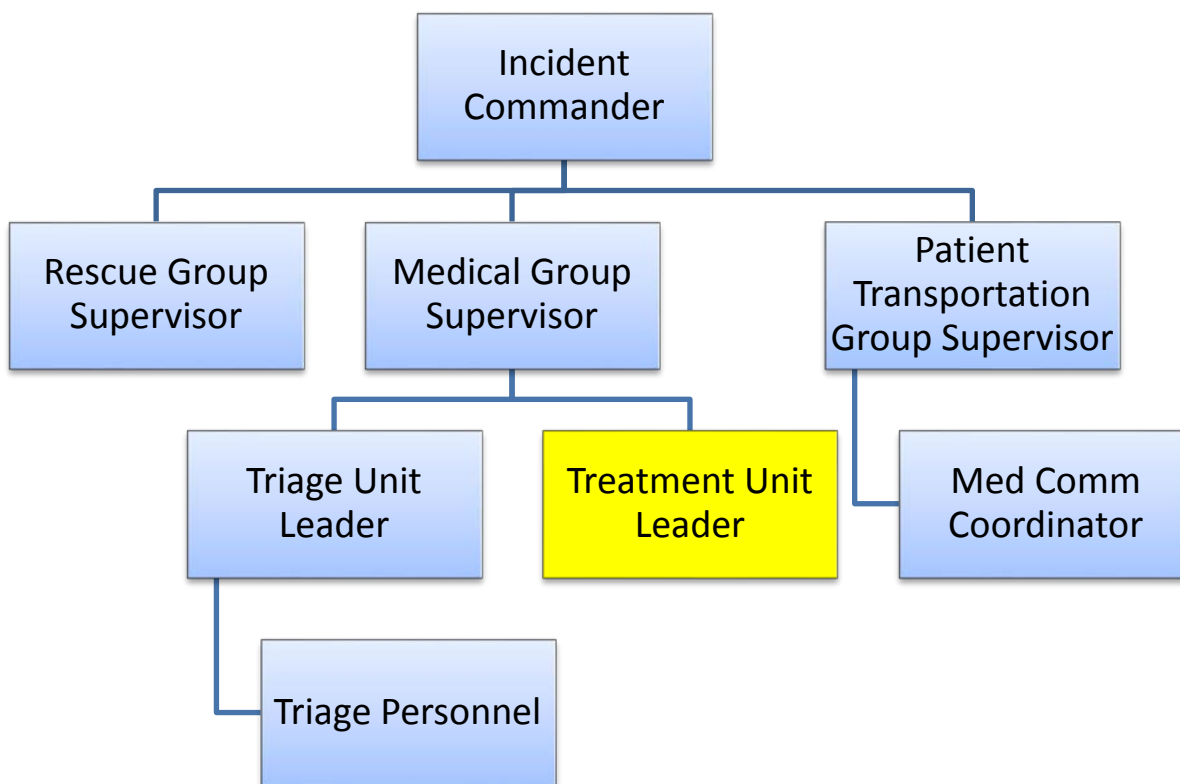 Incident
Commander
Rescue Group
Supervisor
Medical Group
Supervisor
Patient
Transportation
Group Supervisor
Triage Unit
Leader
Treatment Unit
Leader
Med Comm
Coordinator
Triage Personnel